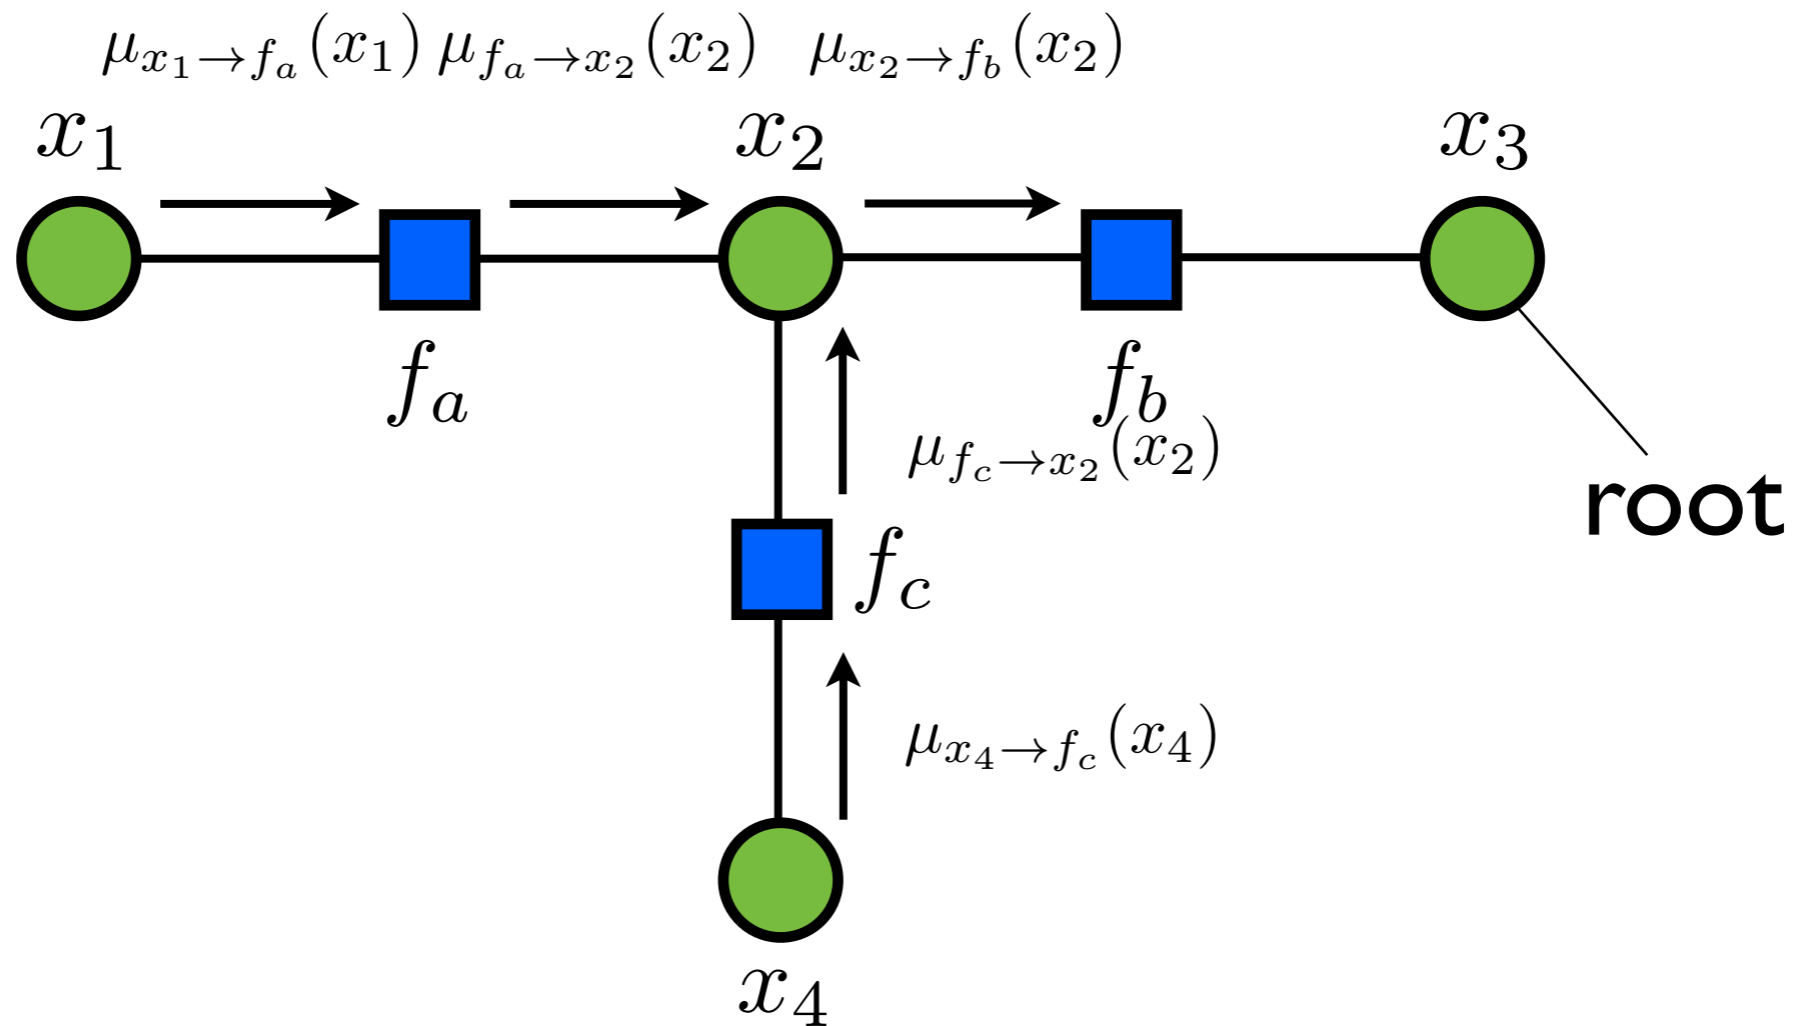 μ_{x_1→f_a}(x_1) μ_{f_a→x_2}(x_2) μ_{x_2→f_b}(x_2)
x_1 x_2 x_3
f_a f_b
μ_{f_c→x_2}(x_2)
root
f_c
μ_{x_4→f_c}(x_4)
x_4